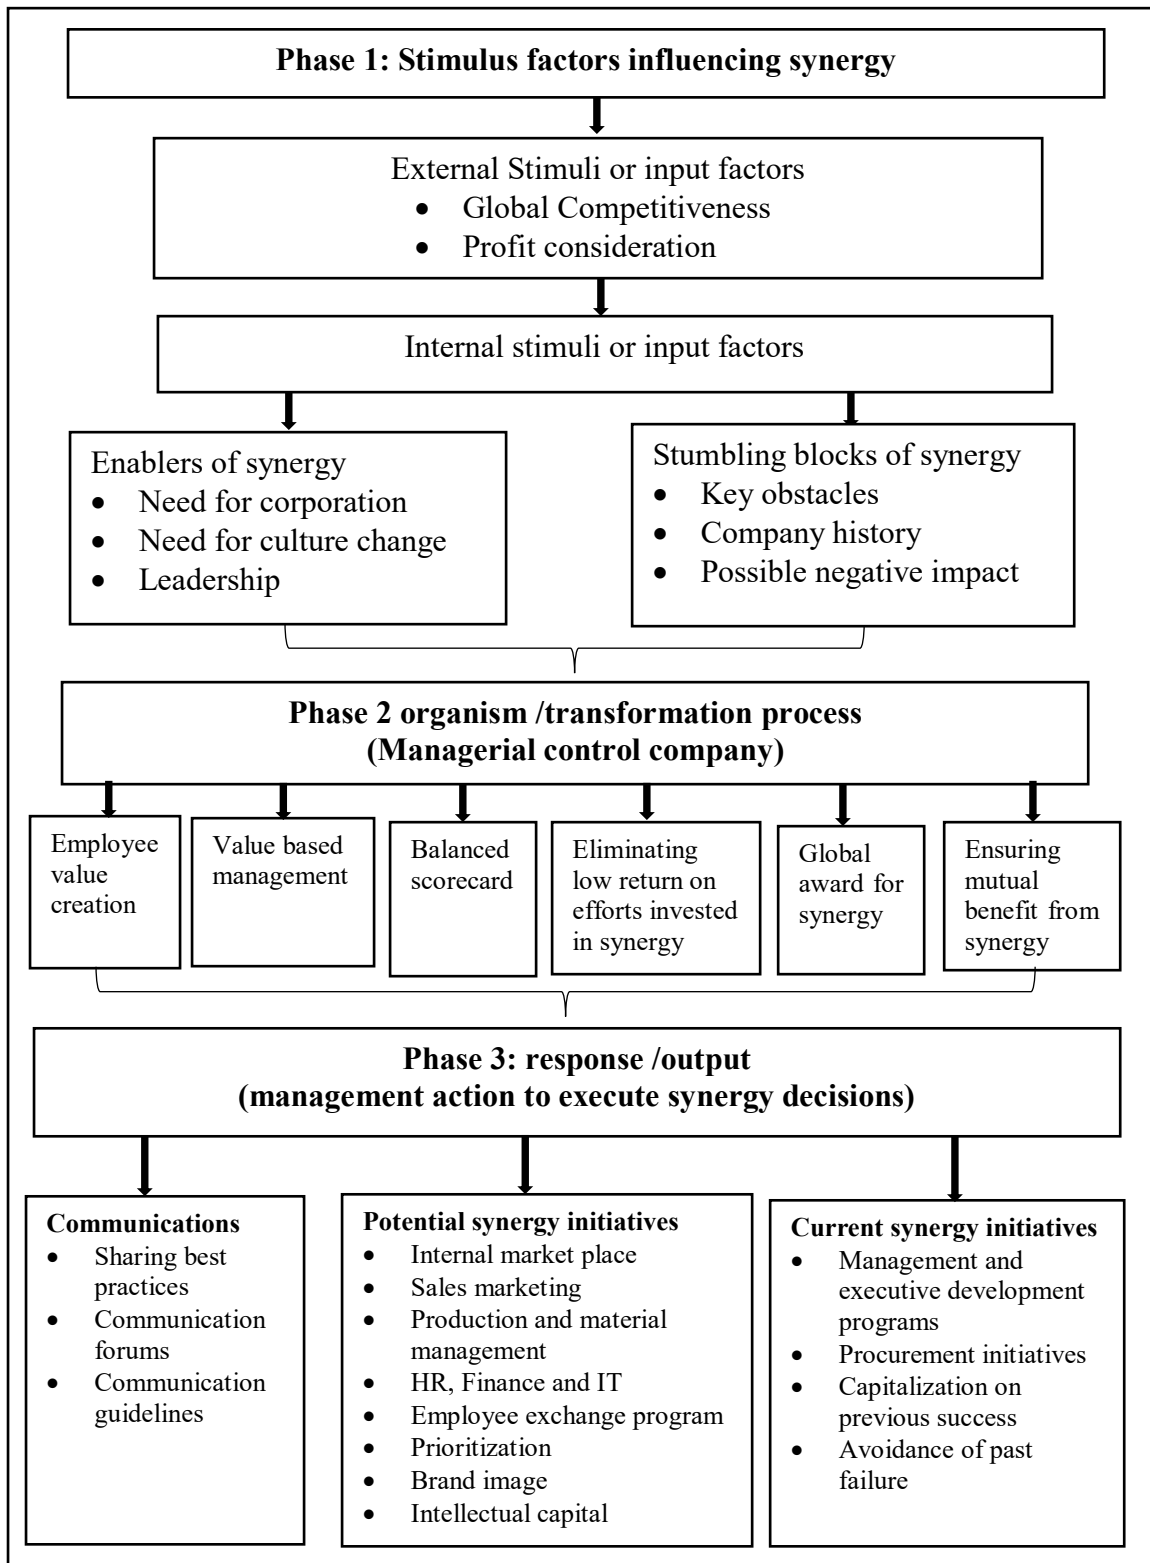 Phase 1: Stimulus factors influencing synergy
External Stimuli or input factors
• Global Competitiveness
• Profit consideration
Internal stimuli or input factors
Enablers of synergy
• Need for corporation
• Need for culture change
• Leadership
Stumbling blocks of synergy
• Key obstacles
• Company history
• Possible negative impact
Phase 2 organism /transformation process
(Managerial control company)
Employee
value
creation
Value based
management
Balanced
scorecard
Eliminating
low return on
efforts invested
in synergy
Global
award for
synergy
Ensuring
mutual
benefit from
synergy
Phase 3: response /output
(management action to execute synergy decisions)
Communications
• Sharing best
practices
• Communication
forums
• Communication
guidelines
Potential synergy initiatives
• Internal market place
• Sales marketing
• Production and material
management
• HR, Finance and IT
• Employee exchange program
• Prioritization
• Brand image
• Intellectual capital
Current synergy initiatives
• Management and
executive development
programs
• Procurement initiatives
• Capitalization on
previous success
• Avoidance of past
failure